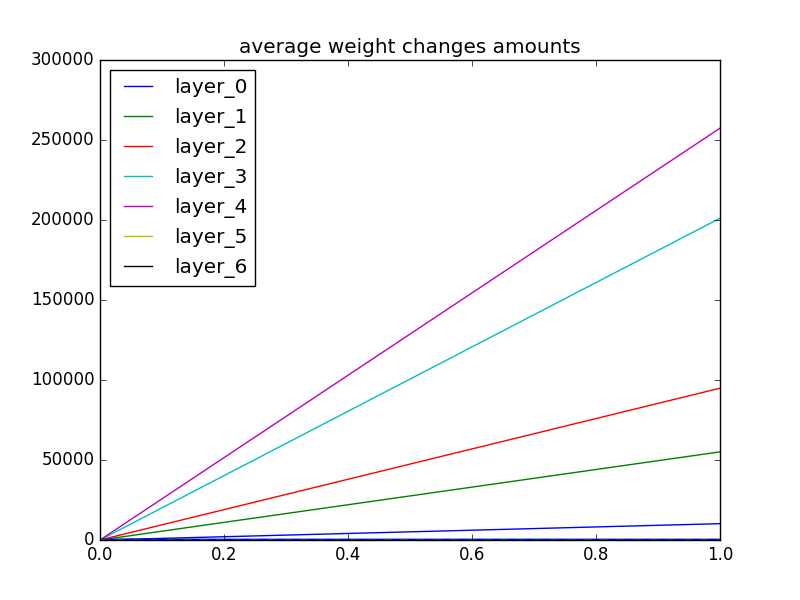 average weight changes amounts
300000
250000
200000
150000
100000
50000
0
layer_0
layer_1
layer_2
layer_3
layer_4
layer_5
layer_6
0.0 0.2 0.4 0.6 0.8 1.0